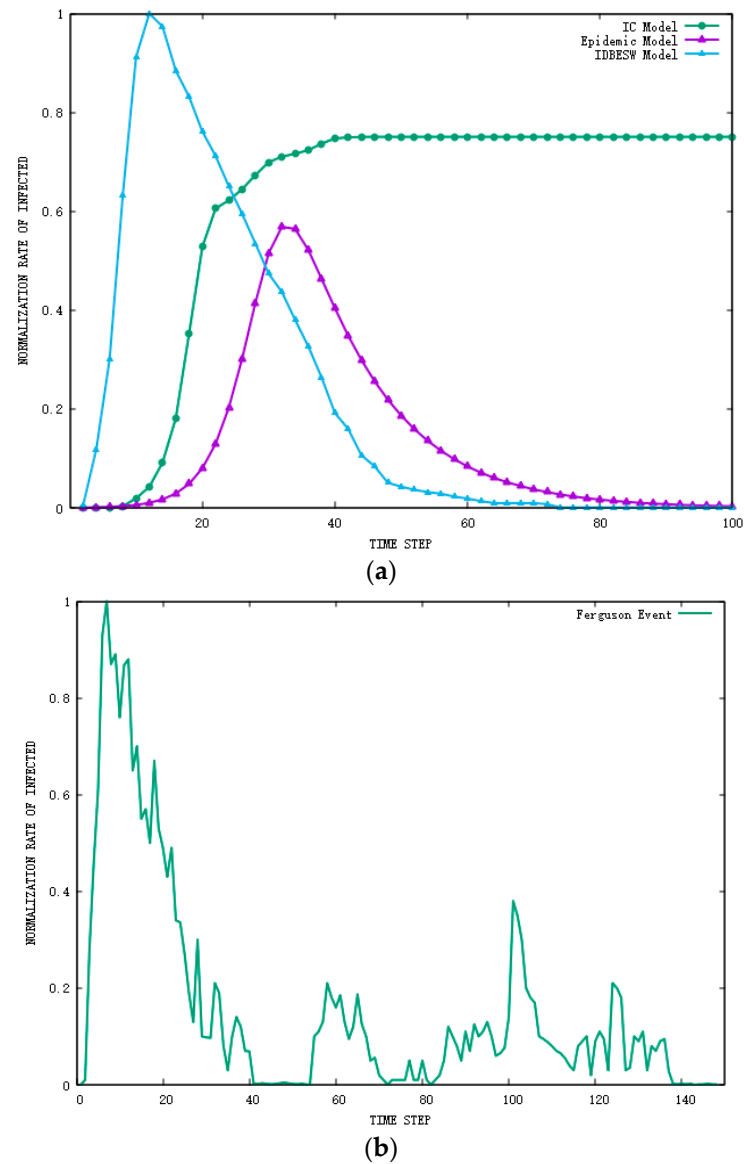 1
0.8
0.6
0.4
0.2
0
NORMALIZATION RATE OF INFECTED
IC Model
Epidemic Model
IDBESW Model
20 40 60 80 100
TIME STEP
(a)
1
0.8
0.6
0.4
0.2
0
NORMALIZATION RATE OF INFECTED
Ferguson Event
0 20 40 60 80 100 120 140
TIME STEP
(b)